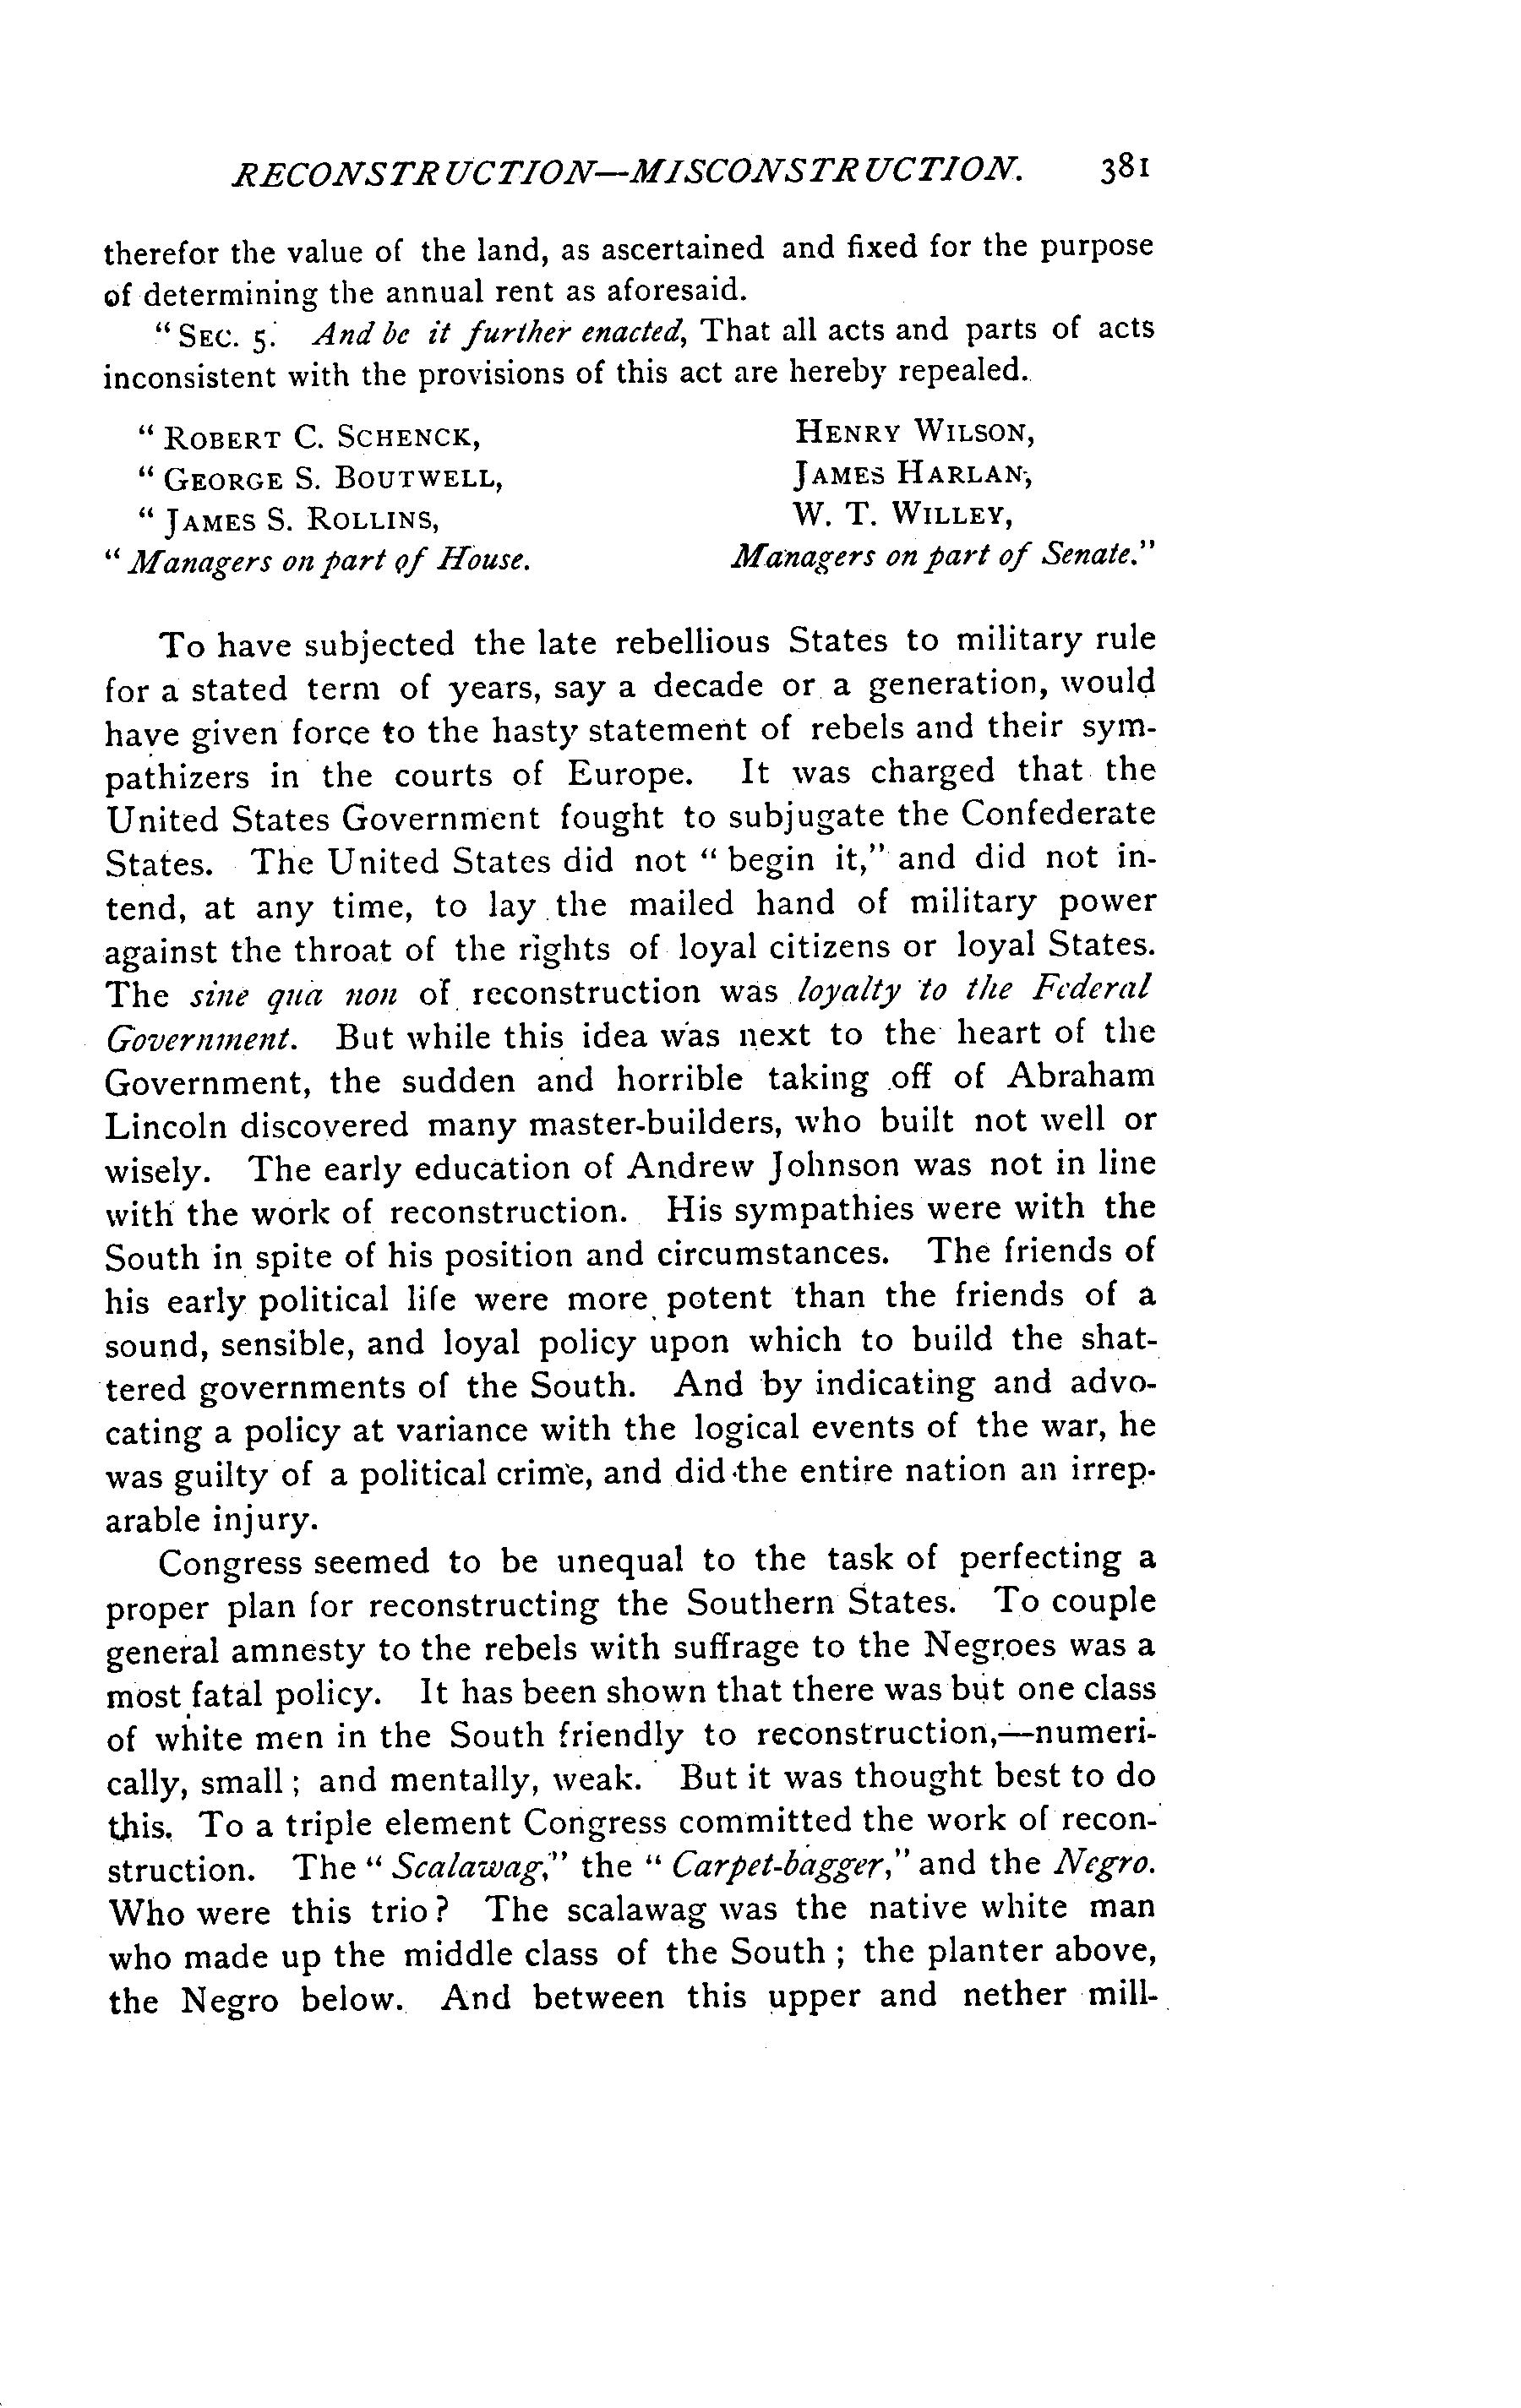 RECONSTRUCTION—MISCONSTRUCTION. 381
therefor the value of the land, as ascertained and fixed for the purpose
of determining the annual rent as aforesaid.
“SEC. 5. And be it further enacted, That all acts and parts of acts
inconsistent with the provisions of this act are hereby repealed.
“ROBERT C. SCHENCK, HENRY WILSON,
“GEORGE S. BOUTWELL, JAMES HARLAN,
“JAMES S. ROLLINS, W. T. WILLEY,
“Managers on part of House. Managers on part of Senate.”
To have subjected the late rebellious States to military rule
for a stated term of years, say a decade or a generation, would
have given force to the hasty statement of rebels and their sym-
pathizers in the courts of Europe. It was charged that the
United States Government fought to subjugate the Confederate
States. The United States did not “begin it,” and did not in-
tend, at any time, to lay the mailed hand of military power
against the throat of the rights of loyal citizens or loyal States.
The sine qua non of reconstruction was loyalty to the Federal
Government. But while this idea was next to the heart of the
Government, the sudden and horrible taking off of Abraham
Lincoln discovered many master-builders, who built not well or
wisely. The early education of Andrew Johnson was not in line
with the work of reconstruction. His sympathies were with the
South in spite of his position and circumstances. The friends of
his early political life were more potent than the friends of a
sound, sensible, and loyal policy upon which to build the shat-
tered governments of the South. And by indicating and advo-
cating a policy at variance with the logical events of the war, he
was guilty of a political crime, and did the entire nation an irrep-
arable injury.
Congress seemed to be unequal to the task of perfecting a
proper plan for reconstructing the Southern States. To couple
general amnesty to the rebels with suffrage to the Negroes was a
most fatal policy. It has been shown that there was but one class
of white men in the South friendly to reconstruction,—numeri-
cally, small; and mentally, weak. But it was thought best to do
this. To a triple element Congress committed the work of recon-
struction. The “Scalawag,” the “Carpet-bagger,” and the Negro.
Who were this trio? The scalawag was the native white man
who made up the middle class of the South; the planter above,
the Negro below. And between this upper and nether mill-